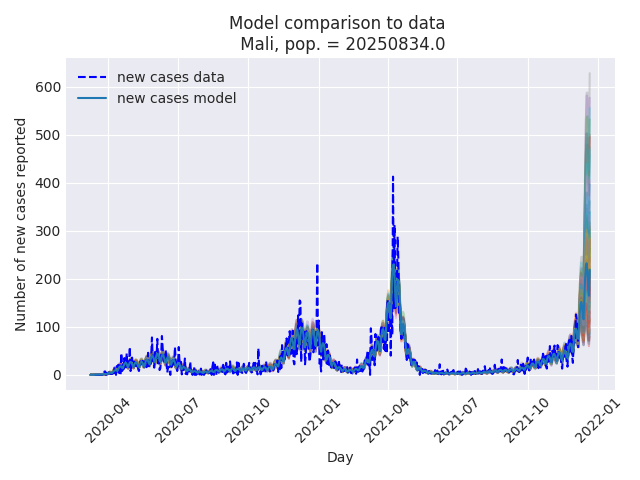 Model comparison to data
Mali, pop. = 20250834.0
new cases data
new cases model
Number of new cases reported
600
500
400
300
200
100
0
2020-04
2020-07
2020-10
2021-01
2021-04
2021-07
2021-10
2022-01
Day